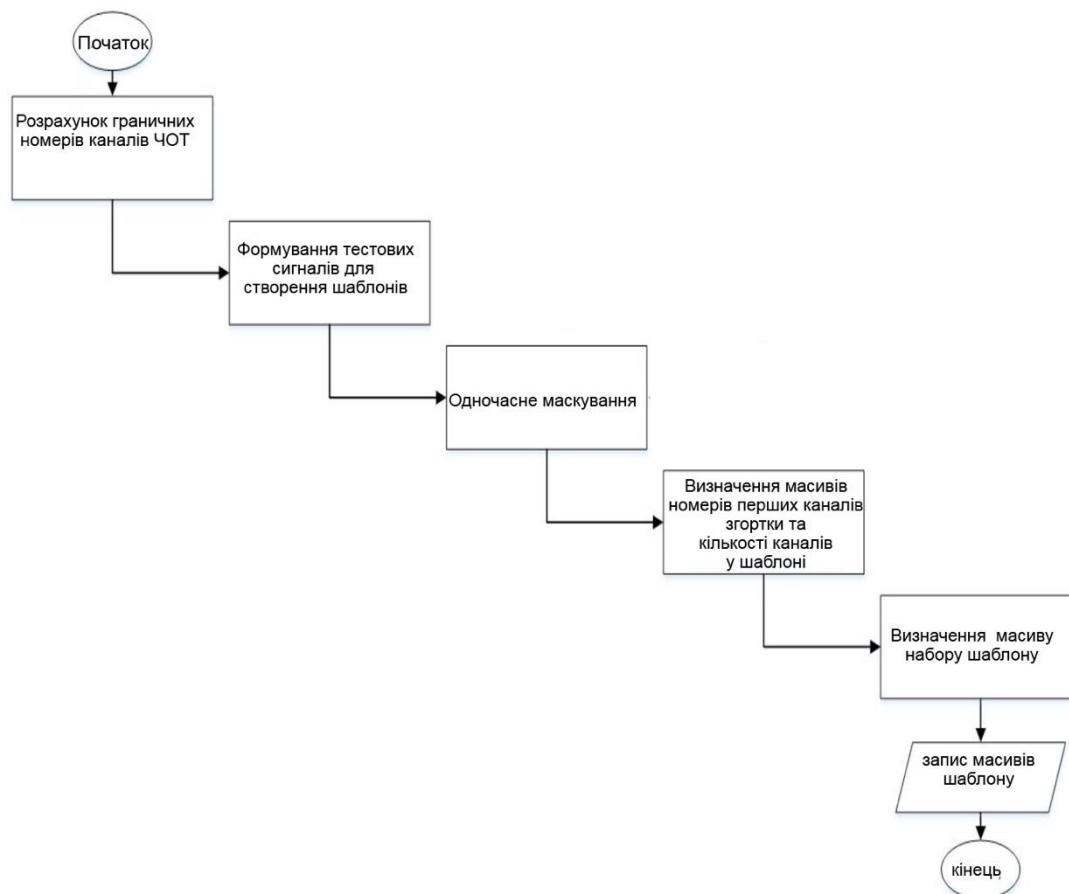 Початок
Розрахунок граничних
номерів каналів ЧОТ
Формування тестових
сигналів для
створення шаблонів
Одночасне маскування
Визначення масивів
номерів перших каналів
згортки та
кількості каналів
у шаблоні
Визначення масиву
набору шаблону
запис масивів
шаблону
кінець